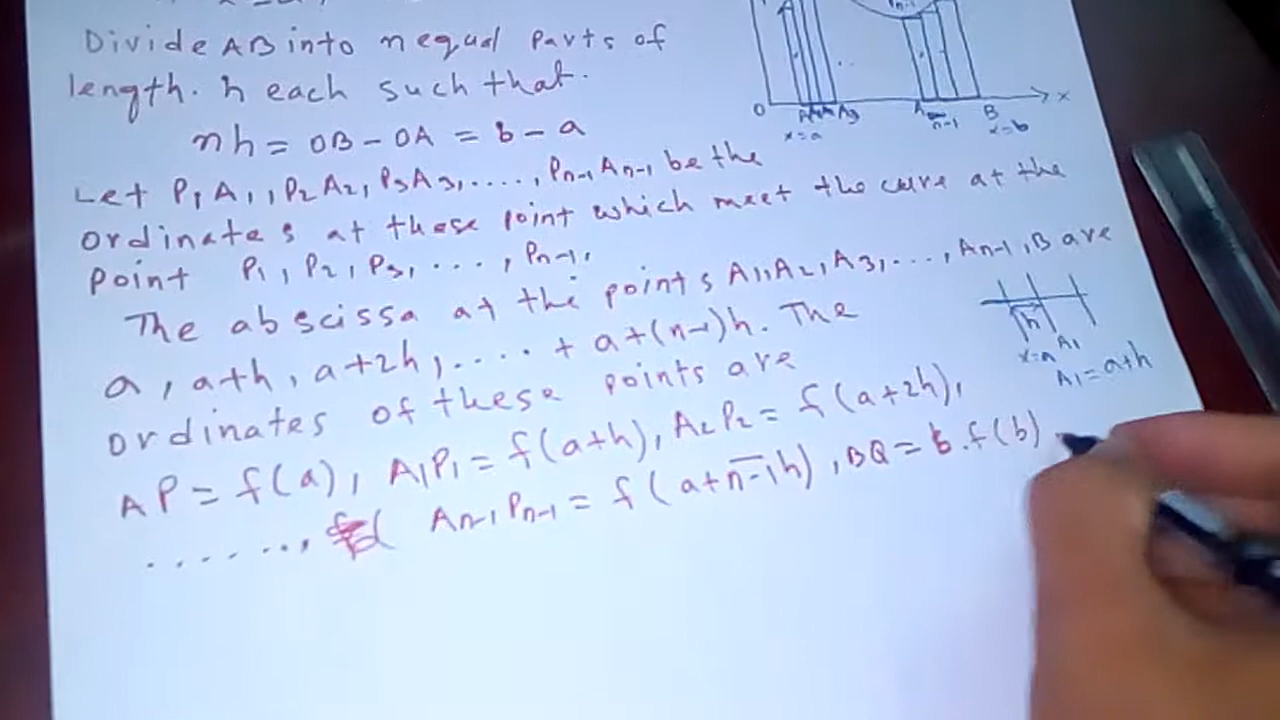 Divide AB into n equal parts of
length. h each such that.
nh = OB - OA = b - a
Let P1A1, P2A2, P3A3, ...., Pn-1An-1 be the
ordinates at these point which meet the curve at the
point P1, P2, P3, ..., Pn-1.
The abscissa at the points A1, A2, A3, ..., An-1, B are
a, a+h, a+2h, .... + a+(n-1)h. The
ordinates of these points are
AP = f(a), A1P1 = f(a+h), A2P2 = f(a+2h),
......, An-1Pn-1 = f(a+n-1h), BQ = b.f(b)
O
A3
n-1
B
x
x=a
x=b
h
x=a A1
A1=a+h